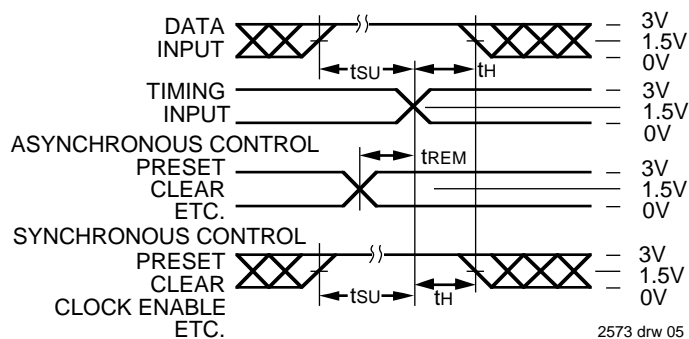 DATA
INPUT
3V
1.5V
0V
tSU
tH
TIMING
INPUT
3V
1.5V
0V
ASYNCHRONOUS CONTROL
PRESET
CLEAR
ETC.
tREM
3V
1.5V
0V
SYNCHRONOUS CONTROL
PRESET
CLEAR
CLOCK ENABLE
ETC.
tSU
tH
3V
1.5V
0V
2573 drw 05